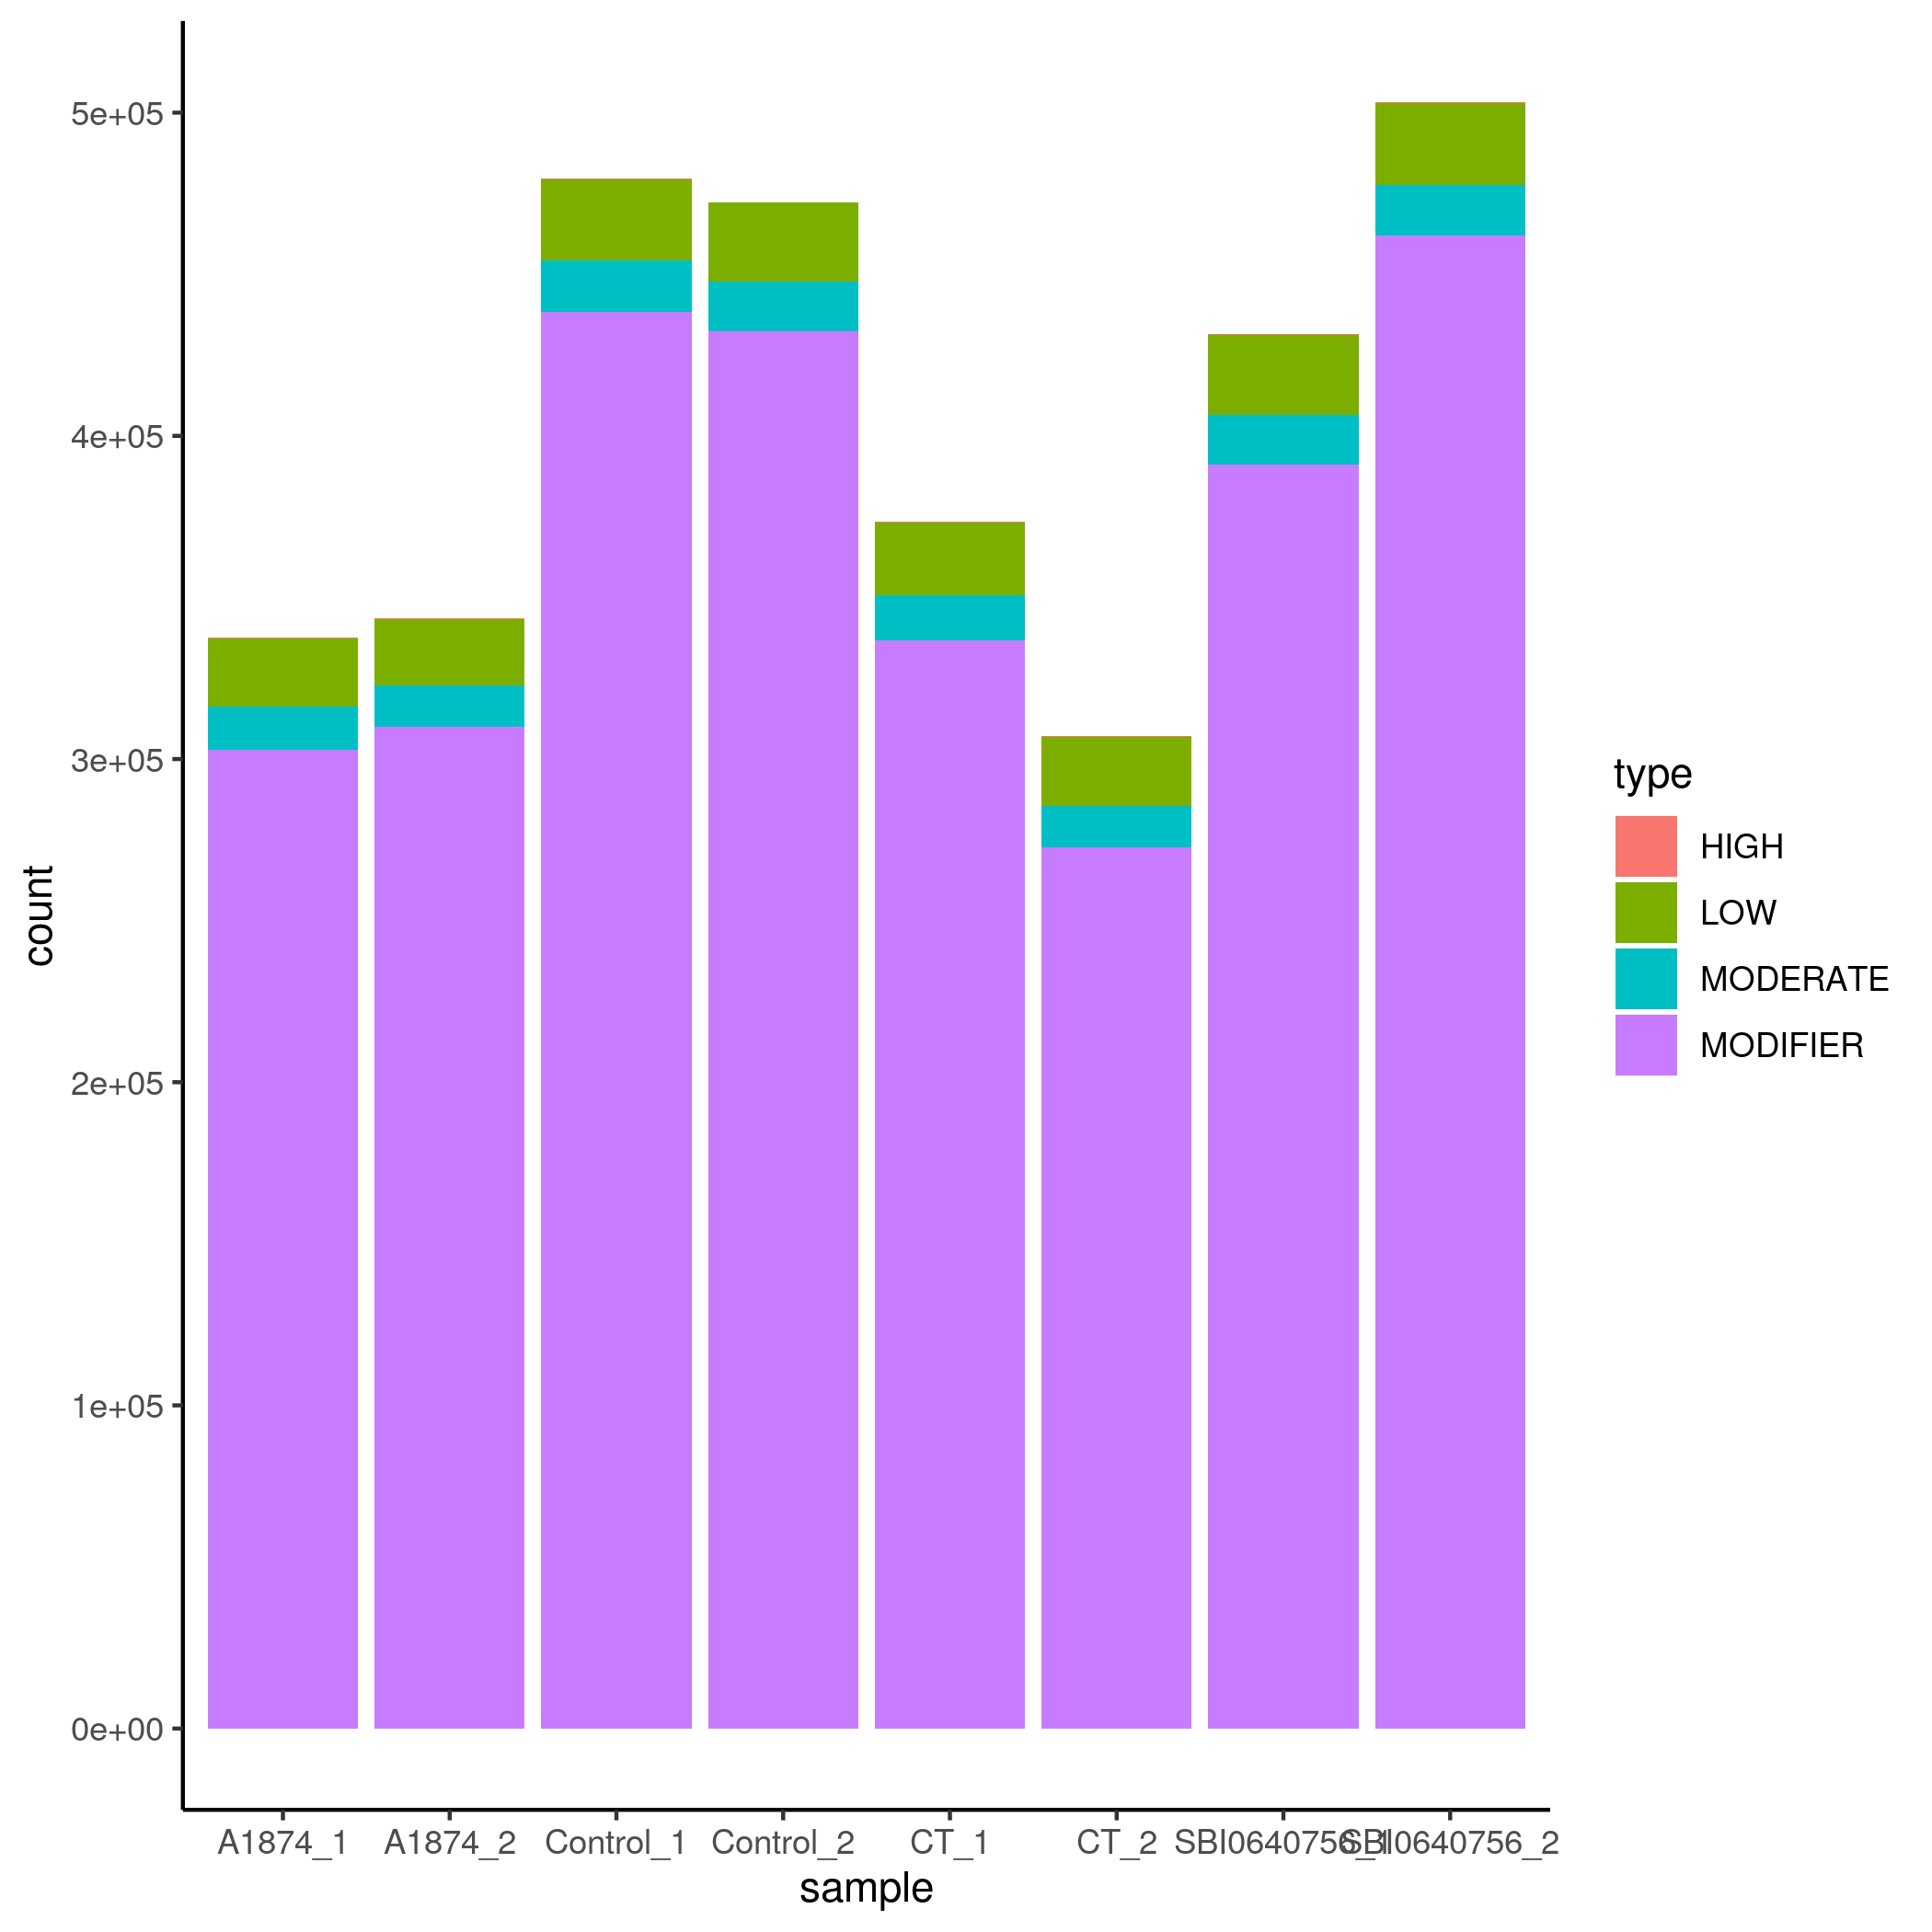 5e+05
4e+05
3e+05
2e+05
1e+05
0e+00
count
A1874_1 A1874_2 Control_1 Control_2 CT_1 CT_2 SBI0640756_1 SBI0640756_2
sample
type
HIGH
LOW
MODERATE
MODIFIER